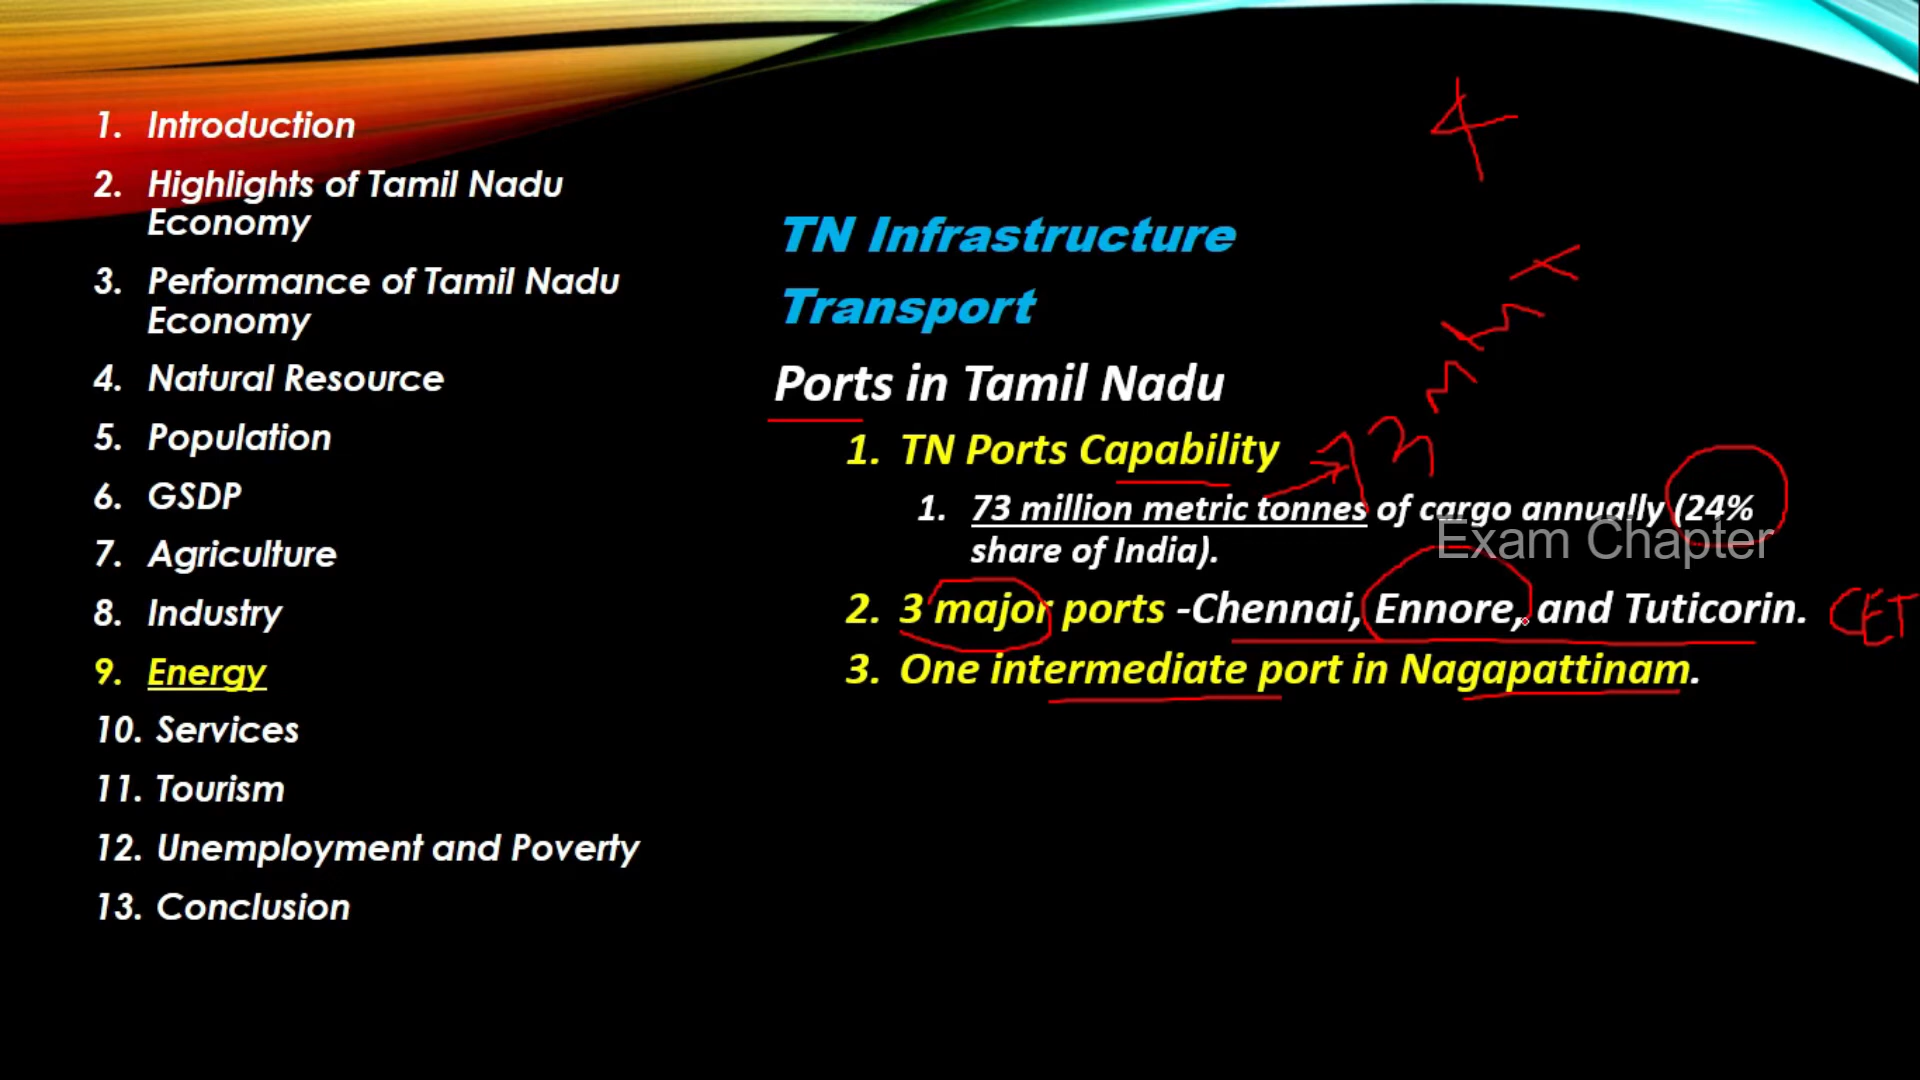 1. Introduction
2. Highlights of Tamil Nadu
Economy
3. Performance of Tamil Nadu
Economy
4. Natural Resource
5. Population
6. GSDP
7. Agriculture
8. Industry
9. Energy
10. Services
11. Tourism
12. Unemployment and Poverty
13. Conclusion
4
TN Infrastructure
Transport
Ports in Tamil Nadu
1. TN Ports Capability
1. 73 million metric tonnes of cargo annually (24%
share of India).
Exam Chapter
2. 3 major ports -Chennai, Ennore, and Tuticorin. CET
3. One intermediate port in Nagapattinam.